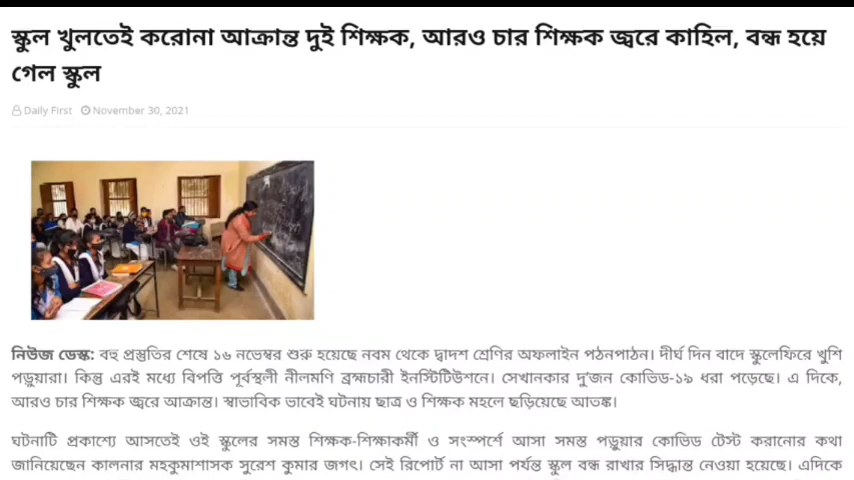 স্কুল খুলতেই করোনা আক্রান্ত দুই শিক্ষক, আরও চার শিক্ষক জ্বরে কাহিল, বন্ধ হয়ে
গেল স্কুল
Daily First November 30, 2021
নিউজ ডেস্ক: বহু প্রস্তুতির শেষে ১৬ নভেম্বর শুরু হয়েছে নবম থেকে দ্বাদশ শ্রেণির অফলাইন পঠনপাঠন। দীর্ঘ দিন বাদে স্কুলেফিরে খুশি
পড়ুয়ারা। কিন্তু এরই মধ্যে বিপত্তি পূর্বস্থলী নীলমণি ব্রহ্মচারী ইনস্টিটিউশনে। সেখানকার দু'জন কোভিড-১৯ ধরা পড়েছে। এ দিকে,
আরও চার শিক্ষক জ্বরে আক্রান্ত। স্বাভাবিক ভাবেই ঘটনায় ছাত্র ও শিক্ষক মহলে ছড়িয়েছে আতঙ্ক।
ঘটনাটি প্রকাশ্যে আসতেই ওই স্কুলের সমস্ত শিক্ষক-শিক্ষাকর্মী ও সংস্পর্শে আসা সমস্ত পড়ুয়ার কোভিড টেস্ট করানোর কথা
জানিয়েছেন কালনার মহকুমাশাসক সুরেশ কুমার জগৎ। সেই রিপোর্ট না আসা পর্যন্ত স্কুল বন্ধ রাখার সিদ্ধান্ত নেওয়া হয়েছে। এদিকে